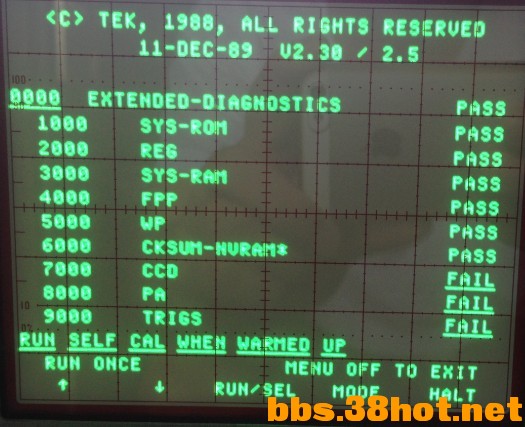 <C> TEK, 1988, ALL RIGHTS RESERVED
11-DEC-89 V2.30 / 2.5
100
0000 EXTENDED-DIAGNOSTICS PASS
1000 SYS-ROM PASS
2000 REG PASS
3000 SYS-RAM PASS
4000 FPP PASS
5000 WP PASS
6000 CKSUM-NVRAM* PASS
7000 CCD FAIL
8000 PA FAIL
10
9000 TRIGS FAIL
RUN SELF CAL WHEN WARMED UP
RUN ONCE MENU OFF TO EXIT
↑ ↓ RUN/SEL MODE HALT
bbs.38hot.net